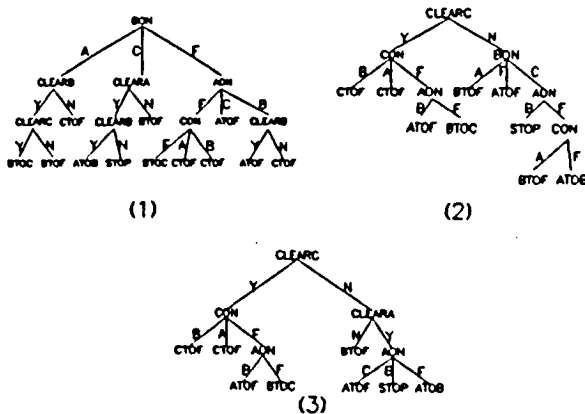 BON
A C F
CLEARB CLEARA AON
Y N Y N F C B
CLEARC CTOF CLEARB BTOF CON ATOF CLEARB
Y N Y N F A B Y N
BTOC BTOF ATOB STOP BTOC CTOF CTOF ATOF CTOF
(1)
CLEARC
Y N
CON BON
B A F A F C
CTOF CTOF AON BTOF ATOF AON
B F B F
ATOF BTOC STOP CON
A F
BTOF ATOB
(2)
CLEARC
Y N
CON CLEARA
B A F N Y
CTOF CTOF AON BTOF AON
B F C B F
ATOF BTOC ATOF STOP ATOB
(3)